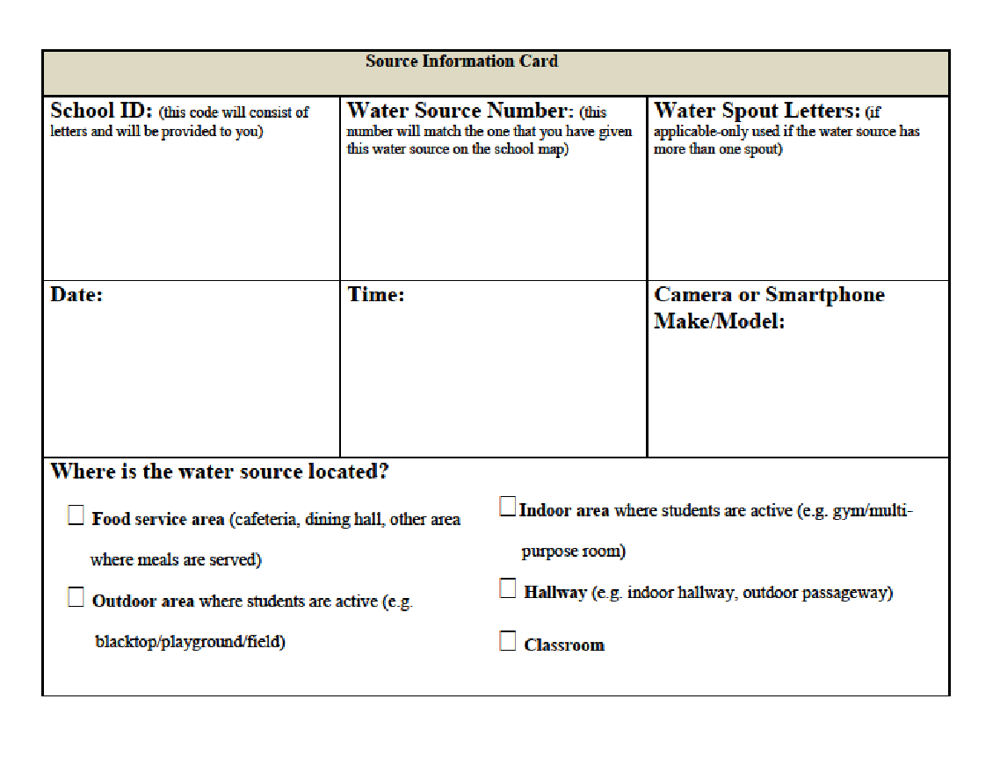 Source Information Card
School ID: (this code will consist of
letters and will be provided to you)
Water Source Number: (this
number will match the one that you have given
this water source on the school map)
Water Spout Letters: (if
applicable-only used if the water source has
more than one spout)
Date:
Time:
Camera or Smartphone
Make/Model:
Where is the water source located?
Food service area (cafeteria, dining hall, other area
where meals are served)
Outdoor area where students are active (e.g.
blacktop/playground/field)
Indoor area where students are active (e.g. gym/multi-
purpose room)
Hallway (e.g. indoor hallway, outdoor passageway)
Classroom